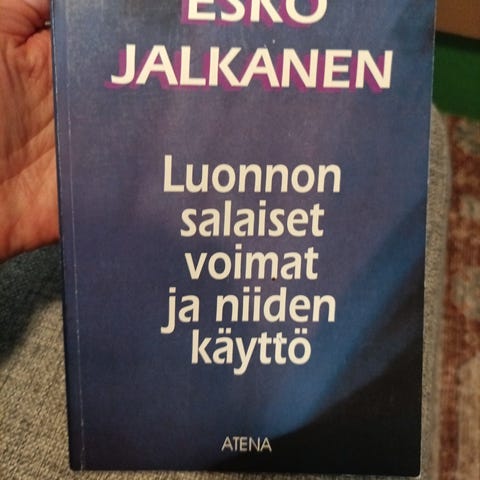 ESKO
JALKANEN
Luonnon
salaiset
voimat
ja niiden
käyttö
ATENA